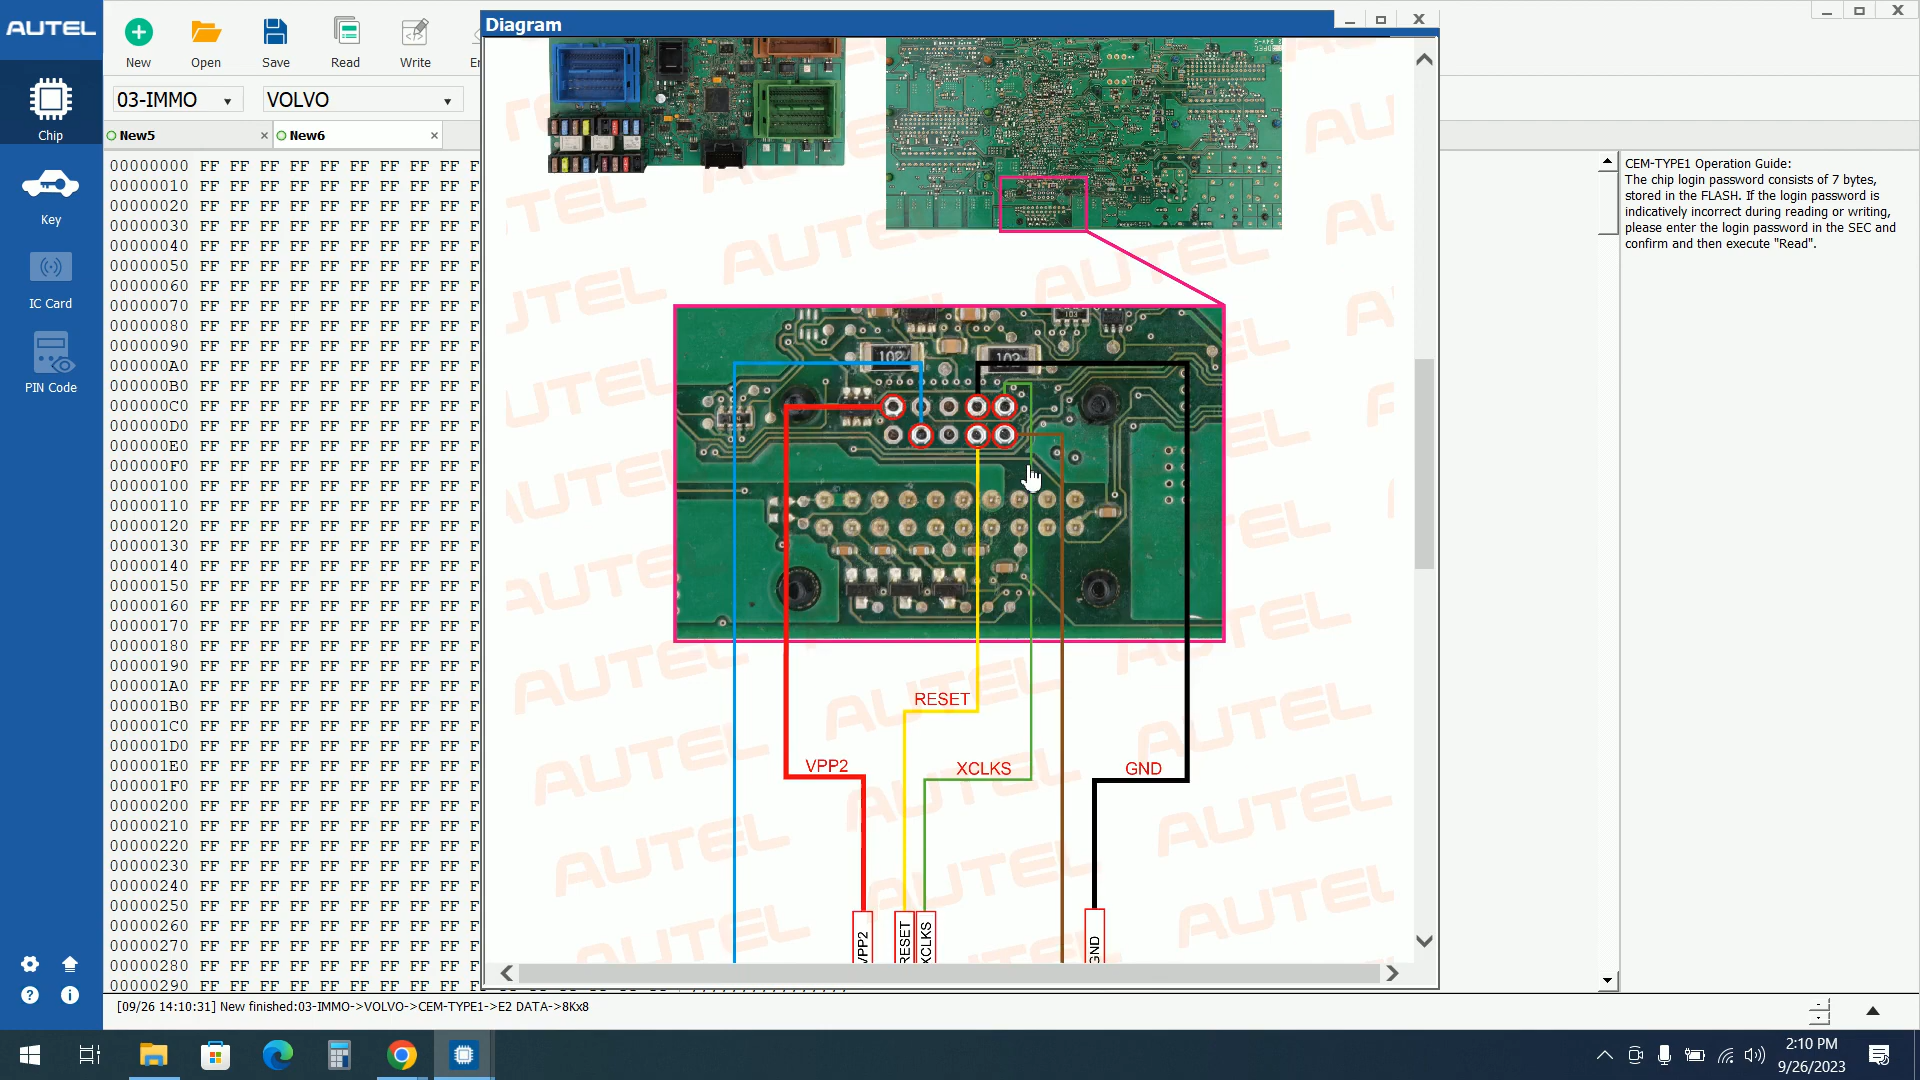 AUTEL
New
Open
Save
Read
Write
03-IMMO
VOLVO
New5
New6
Diagram
Chip
Key
IC Card
PIN Code
00000000 FF FF FF FF FF FF FF FF FF F
00000010 FF FF FF FF FF FF FF FF FF F
00000020 FF FF FF FF FF FF FF FF FF F
00000030 FF FF FF FF FF FF FF FF FF F
00000040 FF FF FF FF FF FF FF FF FF F
00000050 FF FF FF FF FF FF FF FF FF F
00000060 FF FF FF FF FF FF FF FF FF F
00000070 FF FF FF FF FF FF FF FF FF F
00000080 FF FF FF FF FF FF FF FF FF F
00000090 FF FF FF FF FF FF FF FF FF F
000000A0 FF FF FF FF FF FF FF FF FF F
000000B0 FF FF FF FF FF FF FF FF FF F
000000C0 FF FF FF FF FF FF FF FF FF F
000000D0 FF FF FF FF FF FF FF FF FF F
000000E0 FF FF FF FF FF FF FF FF FF F
000000F0 FF FF FF FF FF FF FF FF FF F
00000100 FF FF FF FF FF FF FF FF FF F
00000110 FF FF FF FF FF FF FF FF FF F
00000120 FF FF FF FF FF FF FF FF FF F
00000130 FF FF FF FF FF FF FF FF FF F
00000140 FF FF FF FF FF FF FF FF FF F
00000150 FF FF FF FF FF FF FF FF FF F
00000160 FF FF FF FF FF FF FF FF FF F
00000170 FF FF FF FF FF FF FF FF FF F
00000180 FF FF FF FF FF FF FF FF FF F
00000190 FF FF FF FF FF FF FF FF FF F
000001A0 FF FF FF FF FF FF FF FF FF F
000001B0 FF FF FF FF FF FF FF FF FF F
000001C0 FF FF FF FF FF FF FF FF FF F
000001D0 FF FF FF FF FF FF FF FF FF F
000001E0 FF FF FF FF FF FF FF FF FF F
000001F0 FF FF FF FF FF FF FF FF FF F
00000200 FF FF FF FF FF FF FF FF FF F
00000210 FF FF FF FF FF FF FF FF FF F
00000220 FF FF FF FF FF FF FF FF FF F
00000230 FF FF FF FF FF FF FF FF FF F
00000240 FF FF FF FF FF FF FF FF FF F
00000250 FF FF FF FF FF FF FF FF FF F
00000260 FF FF FF FF FF FF FF FF FF F
00000270 FF FF FF FF FF FF FF FF FF F
00000280 FF FF FF FF FF FF FF FF FF F
00000290 FF FF FF FF FF FF FF FF FF F
102
103
RESET
VPP2
XCLKS
GND
VPP2
RESET
XCLKS
GND
AUTEL
CEM-TYPE1 Operation Guide:
The chip login password consists of 7 bytes,
stored in the FLASH. If the login password is
indicatively incorrect during reading or writing,
please enter the login password in the SEC and
confirm and then execute "Read".
[09/26 14:10:31] New finished:03-IMMO->VOLVO->CEM-TYPE1->E2 DATA->8Kx8
2:10 PM
9/26/2023